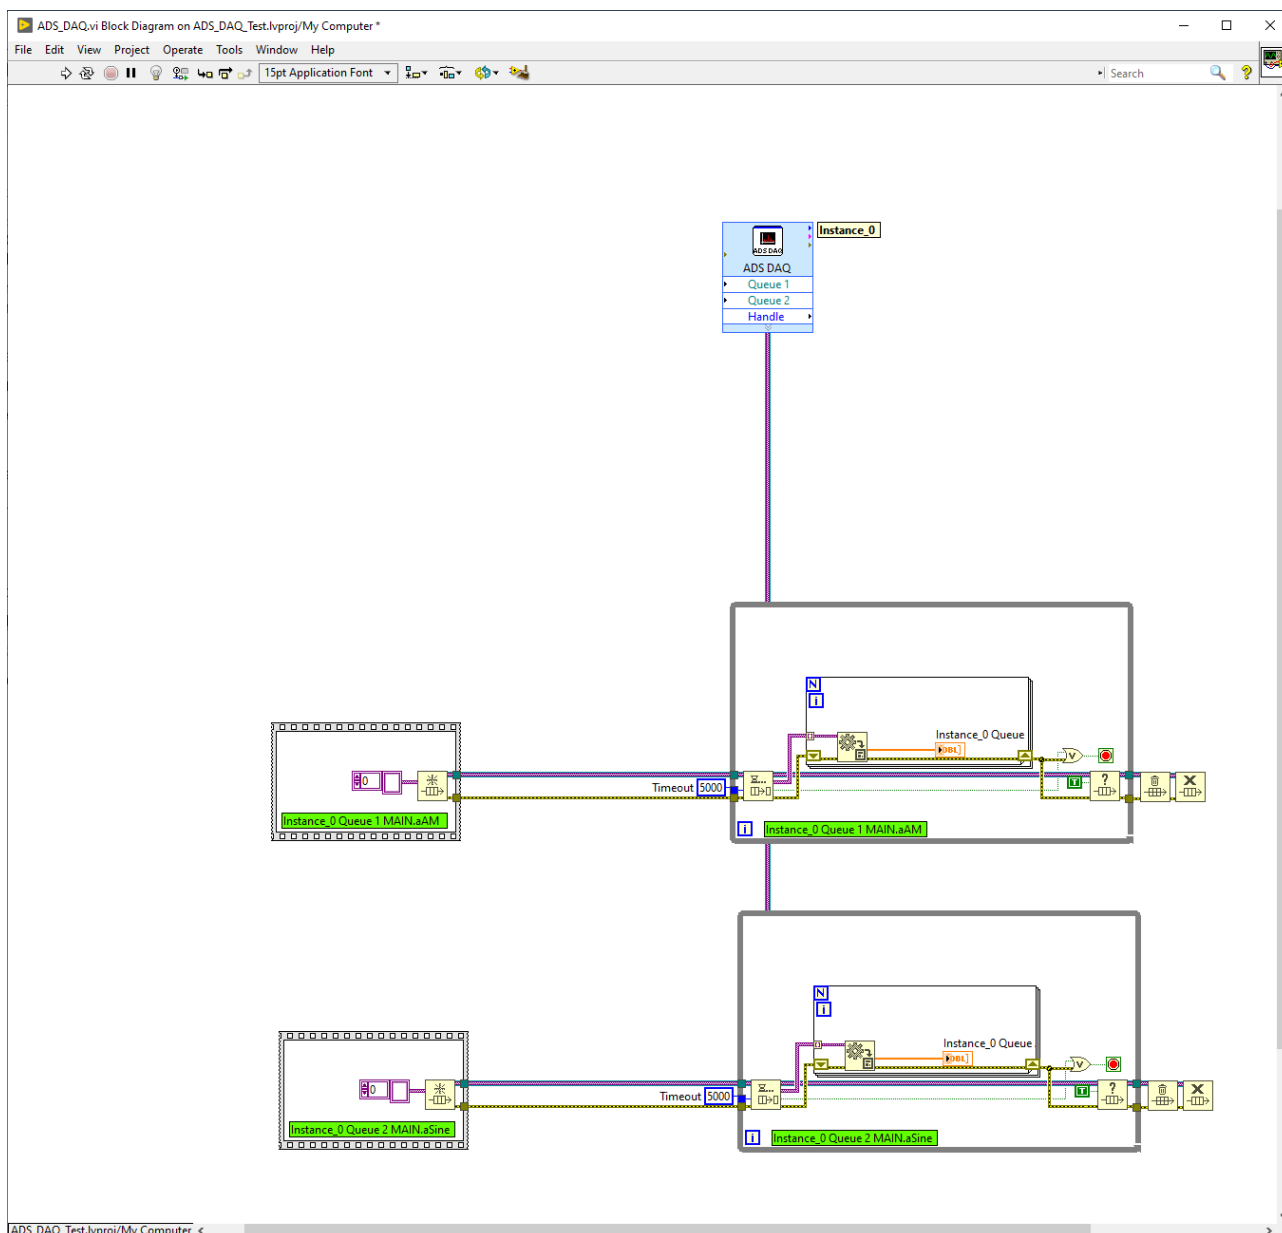 ADS_DAQ.vi Block Diagram on ADS_DAQ_Test.lvproj/My Computer *
File Edit View Project Operate Tools Window Help
15pt Application Font
Search
Instance_0
ADS DAQ
ADS DAQ
Queue 1
Queue 2
Handle
N
i
Instance_0 Queue
DBL
0
Timeout 5000
T
?
Instance_0 Queue 1 MAIN.aAM
i
Instance_0 Queue 1 MAIN.aAM
N
i
Instance_0 Queue
DBL
0
Timeout 5000
T
?
Instance_0 Queue 2 MAIN.aSine
i
Instance_0 Queue 2 MAIN.aSine
ADS_DAQ_Test.lvproj/My Computer